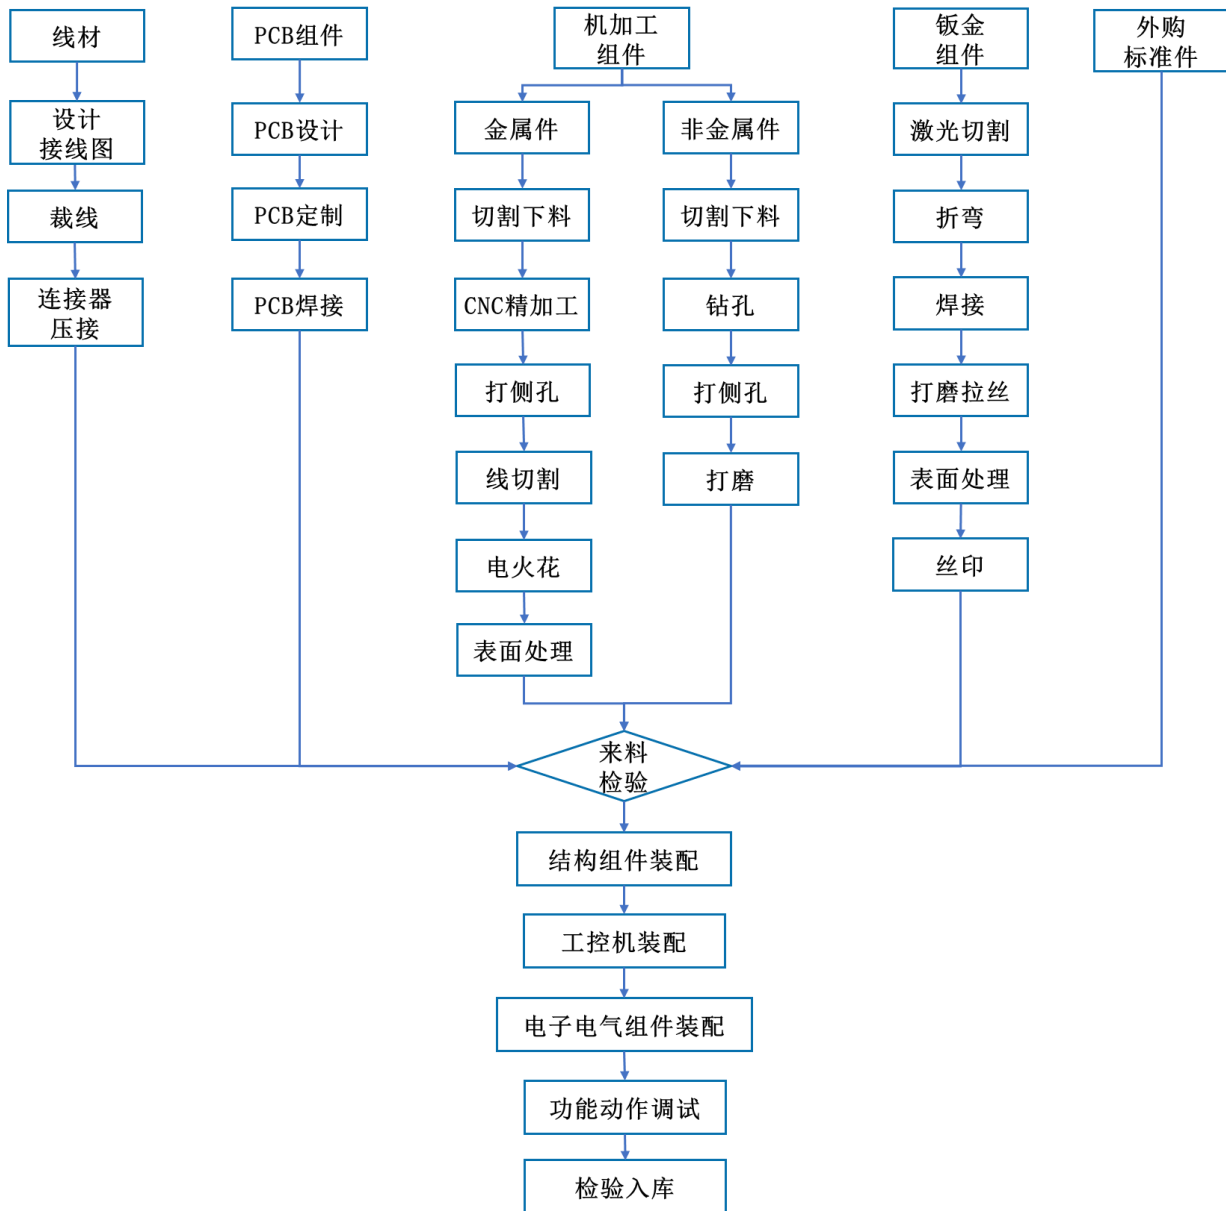 线材
设计
接线图
裁线
连接器
压接
PCB组件
PCB设计
PCB定制
PCB焊接
机加工
组件
金属件
切割下料
CNC精加工
打侧孔
线切割
电火花
表面处理
非金属件
切割下料
钻孔
打侧孔
打磨
钣金
组件
激光切割
折弯
焊接
打磨拉丝
表面处理
丝印
外购
标准件
来料
检验
结构组件装配
工控机装配
电子电气组件装配
功能动作调试
检验入库